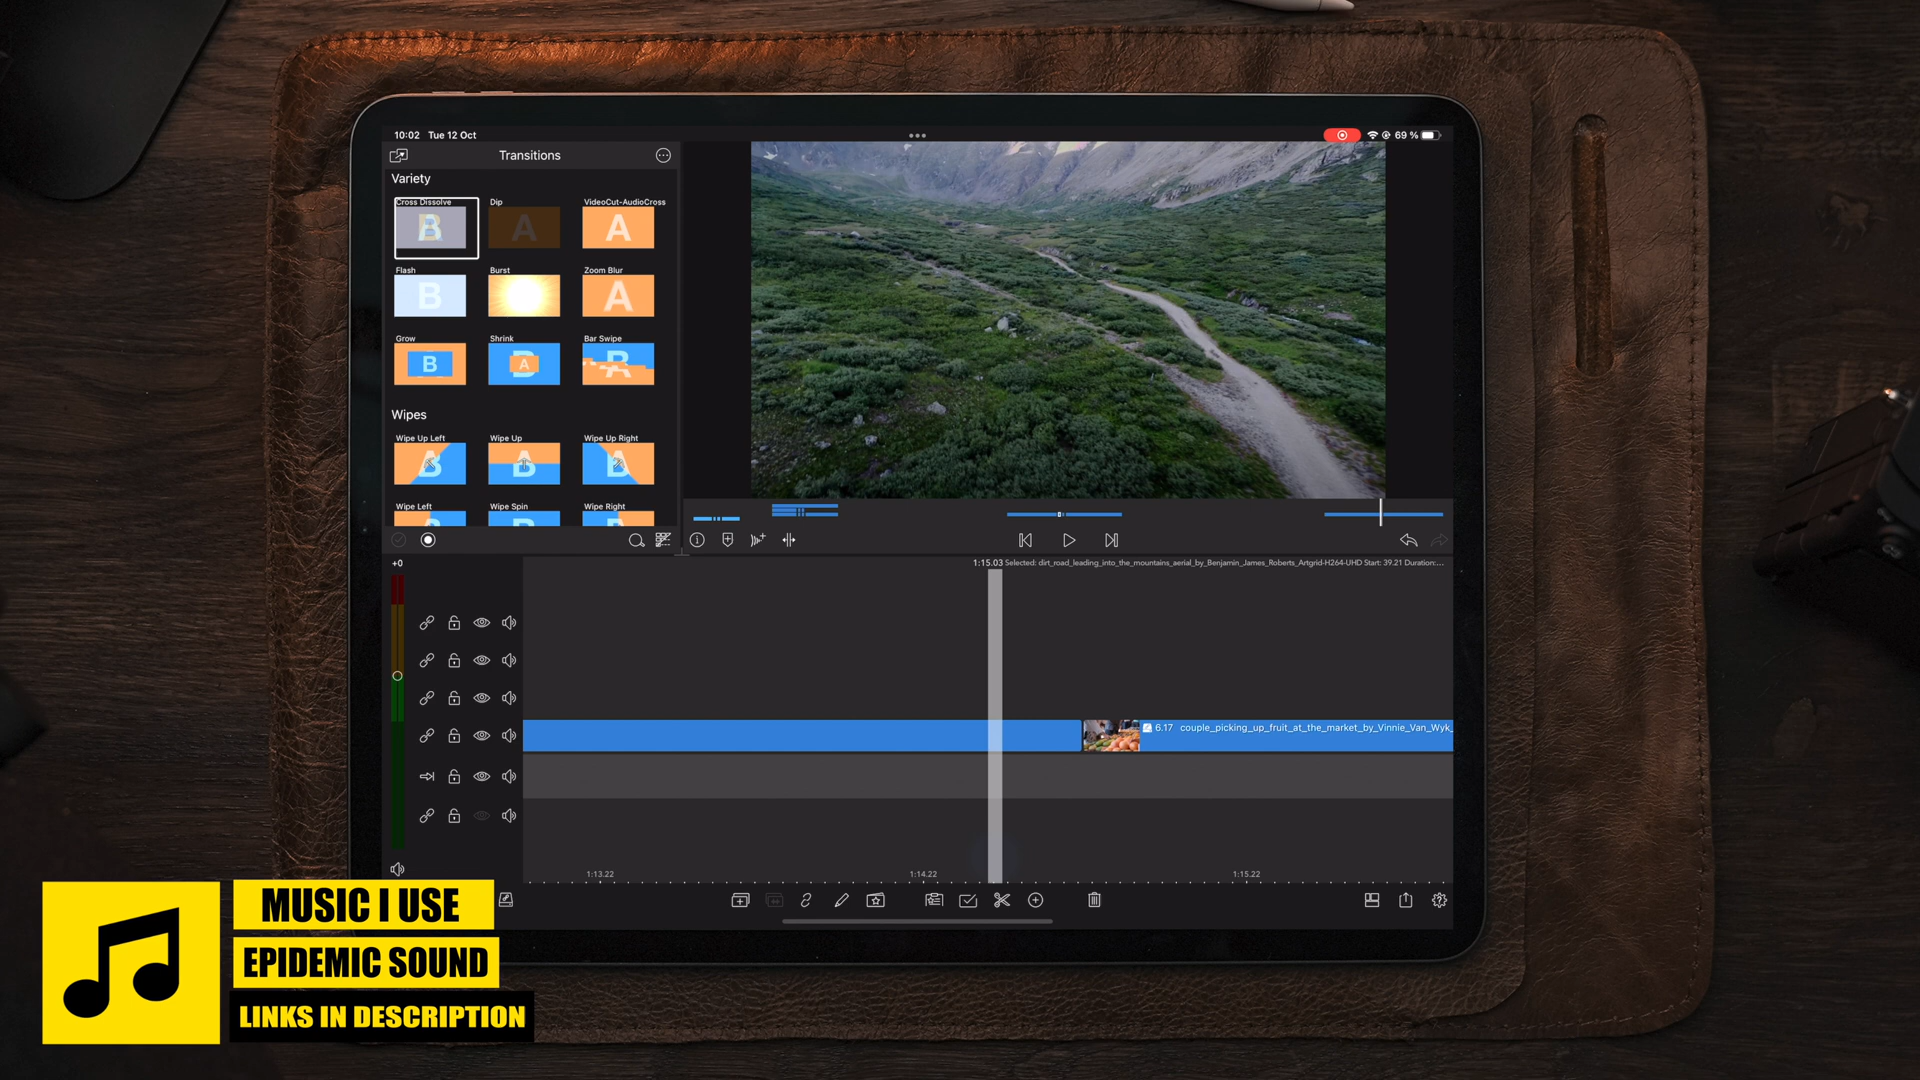 10:02 Tue 12 Oct
69 %
Transitions
Variety
Cross Dissolve
Dip
VideoCut-AudioCross
B
A
A
Flash
Burst
Zoom Blur
B
A
Grow
Shrink
Bar Swipe
B
A
Wipes
Wipe Up Left
Wipe Up
Wipe Up Right
Wipe Left
Wipe Spin
Wipe Right
+0
1:15.03 Selected: dirt_road_leading_into_the_mountains_aerial_by_Benjamin_James_Roberts_Artgrid-H264-UHD Start: 39.21 Duration:...
6.17 couple_picking_up_fruit_at_the_market_by_Vinnie_Van_Wyk_
1:13.22
1:14.22
1:15.22
MUSIC I USE
EPIDEMIC SOUND
LINKS IN DESCRIPTION